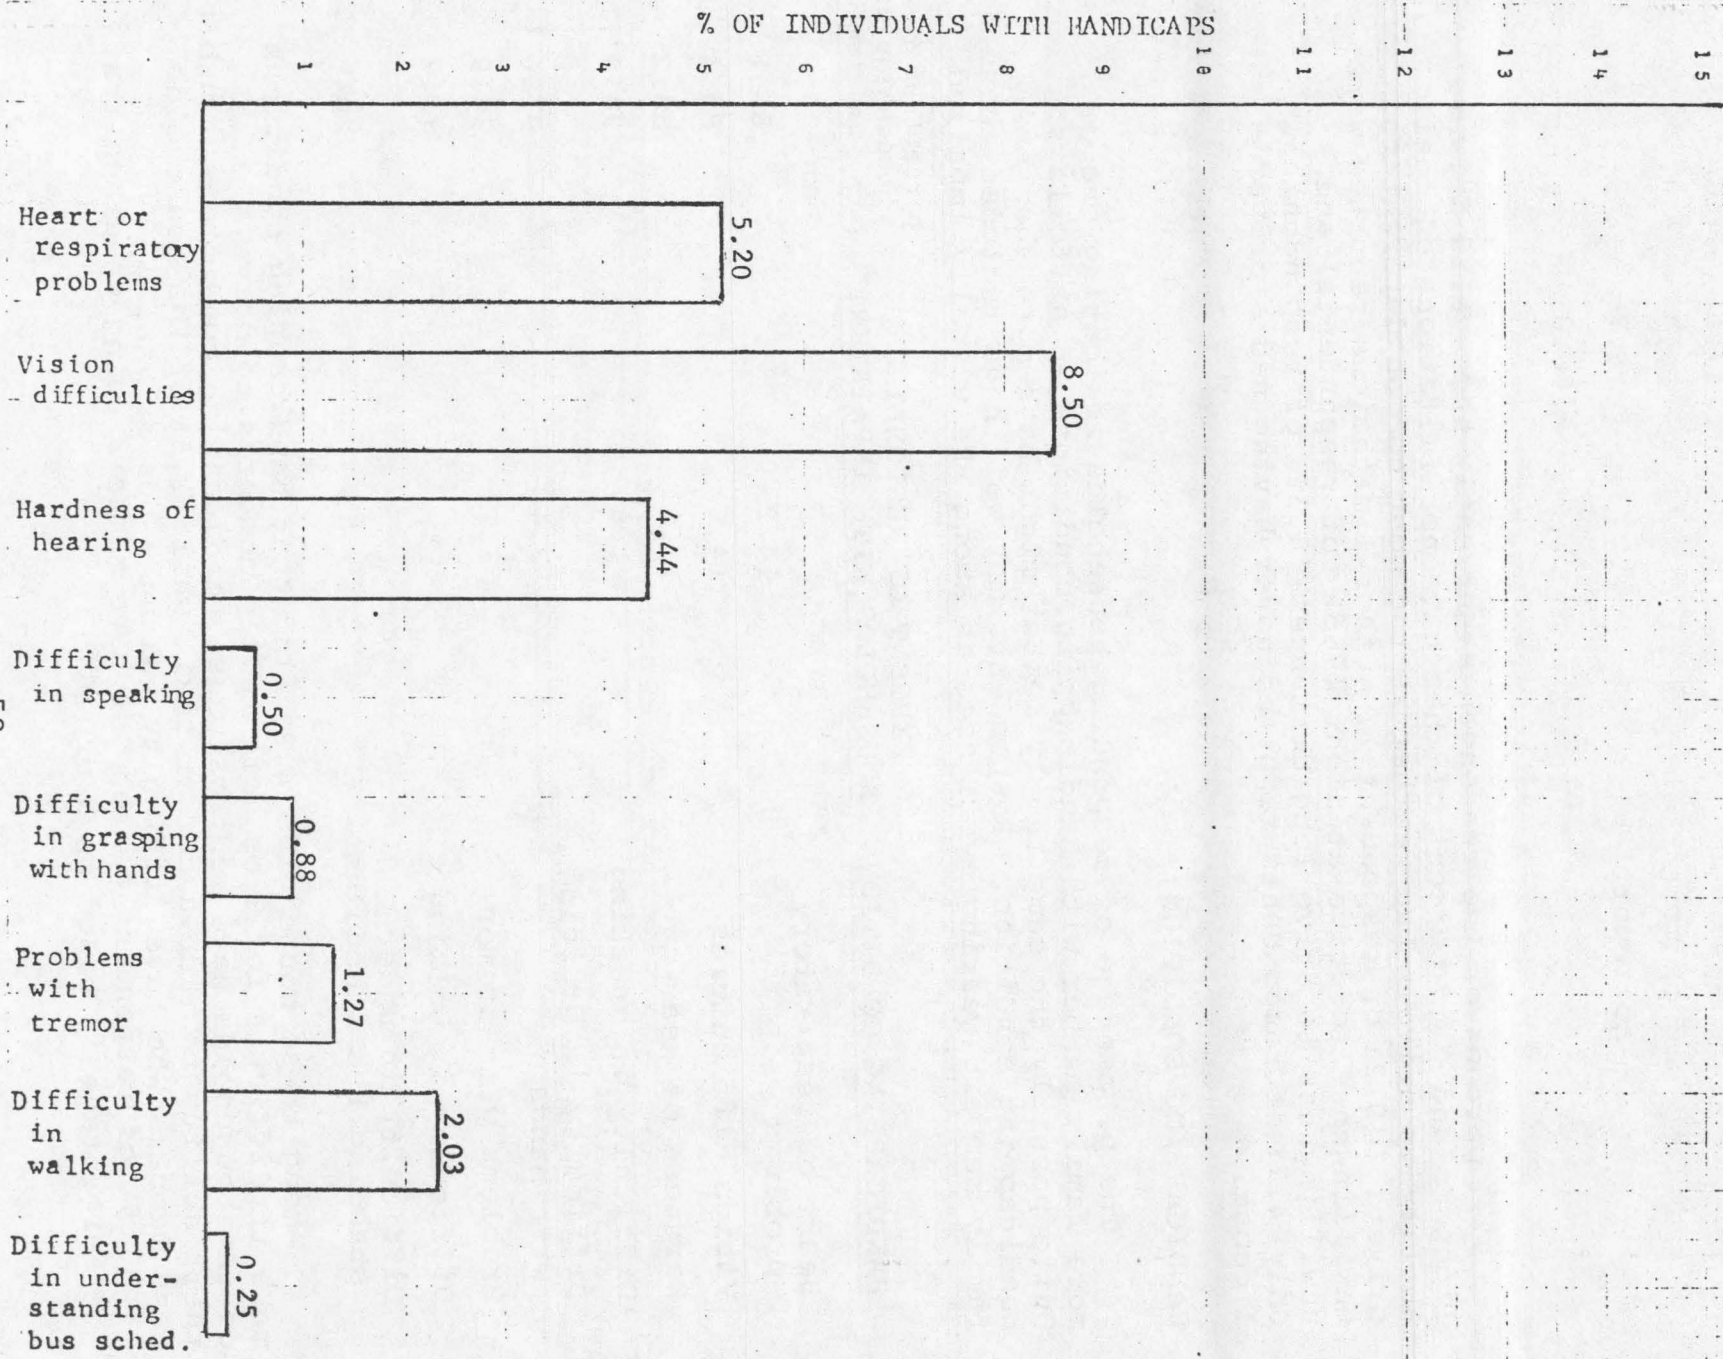 % OF INDIVIDUALS WITH HANDICAPS
1 2 3 4 5 6 7 8 9 10 11 12 13 14 15
Heart or
respiratory
problems
5.20
Vision
difficulties
8.50
Hardness of
hearing
4.44
Difficulty
in speaking
0.50
Difficulty
in grasping
with hands
0.88
Problems
with
tremor
1.27
Difficulty
in
walking
2.03
Difficulty
in under-
standing
bus sched.
0.25